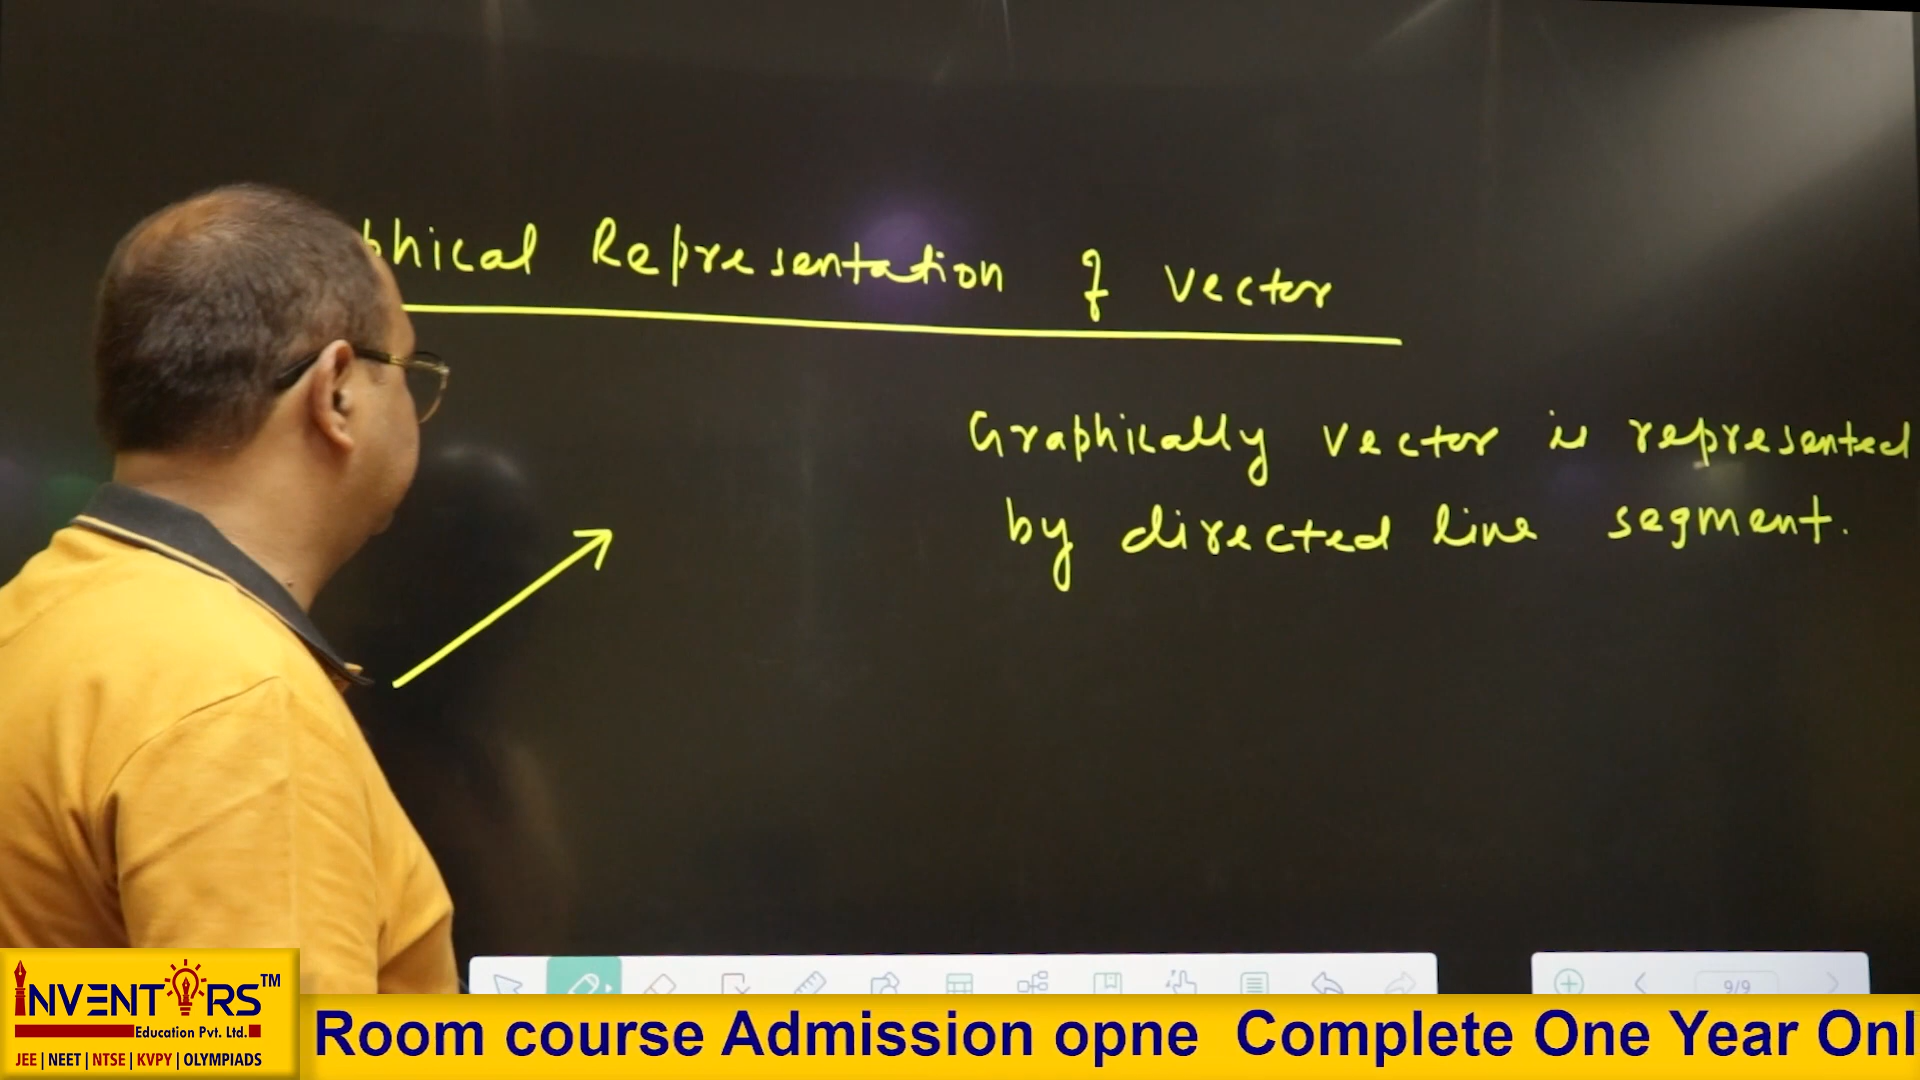 phical Representation of vector
Graphically vector is represented
by directed line segment.
9/9
INVENTORS™
Education Pvt. Ltd.
JEE | NEET | NTSE | KVPY | OLYMPIADS
Room course Admission opne Complete One Year Onl